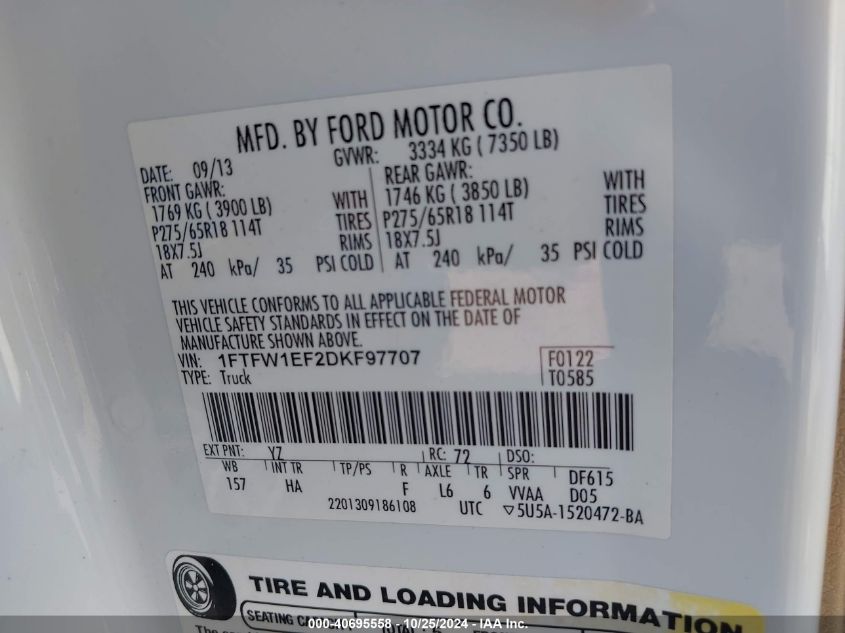 MFD. BY FORD MOTOR CO.
DATE: 09/13 GVWR: 3334 KG ( 7350 LB)
FRONT GAWR: REAR GAWR:
1769 KG ( 3900 LB) WITH 1746 KG ( 3850 LB) WITH
P275/65R18 114T TIRES P275/65R18 114T TIRES
18X7.5J RIMS 18X7.5J RIMS
AT 240 kPa/ 35 PSI COLD AT 240 kPa/ 35 PSI COLD
THIS VEHICLE CONFORMS TO ALL APPLICABLE FEDERAL MOTOR
VEHICLE SAFETY STANDARDS IN EFFECT ON THE DATE OF
MANUFACTURE SHOWN ABOVE.
VIN: 1FTFW1EF2DKF97707 F0122
TYPE: Truck T0585
EXT PNT: YZ RC: 72 DSO:
WB INT TR TP/PS R AXLE TR SPR DF615
157 HA F L6 6 VVAA D05
2201309186108 UTC ▽5U5A-1520472-BA
TIRE AND LOADING INFORMATION
SEATING
The
000-40695558 - 10/25/2024 - IAA Inc.